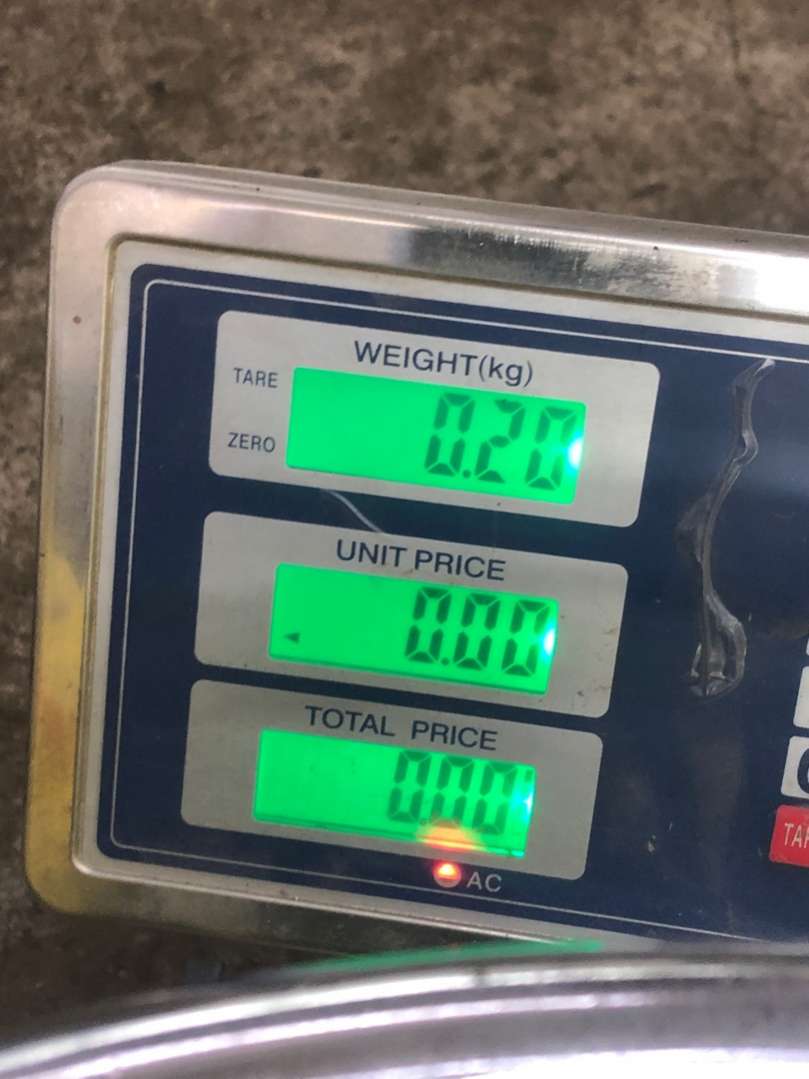 WEIGHT(kg)
TARE
0.20
ZERO
UNIT PRICE
0.00
TOTAL PRICE
0.00
AC